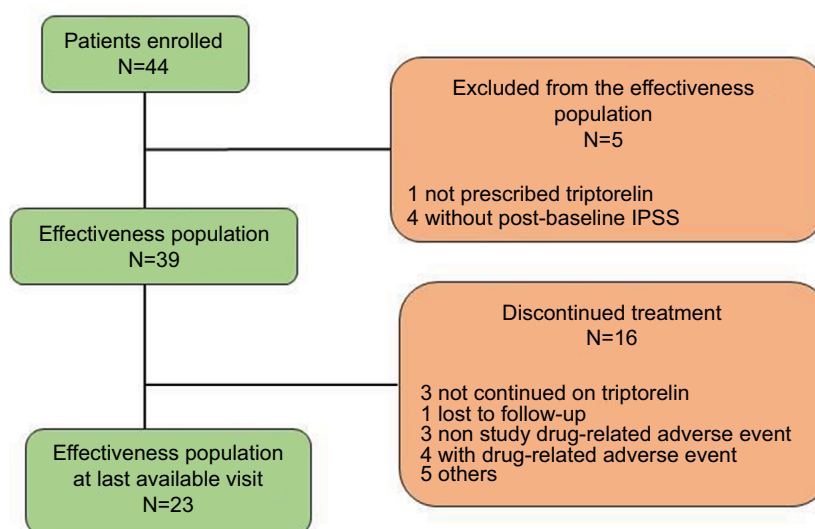 Patients enrolled
N=44
Excluded from the effectiveness
population
N=5
1 not prescribed triptorelin
4 without post-baseline IPSS
Effectiveness population
N=39
Discontinued treatment
N=16
3 not continued on triptorelin
1 lost to follow-up
3 non study drug-related adverse event
4 with drug-related adverse event
5 others
Effectiveness population
at last available visit
N=23